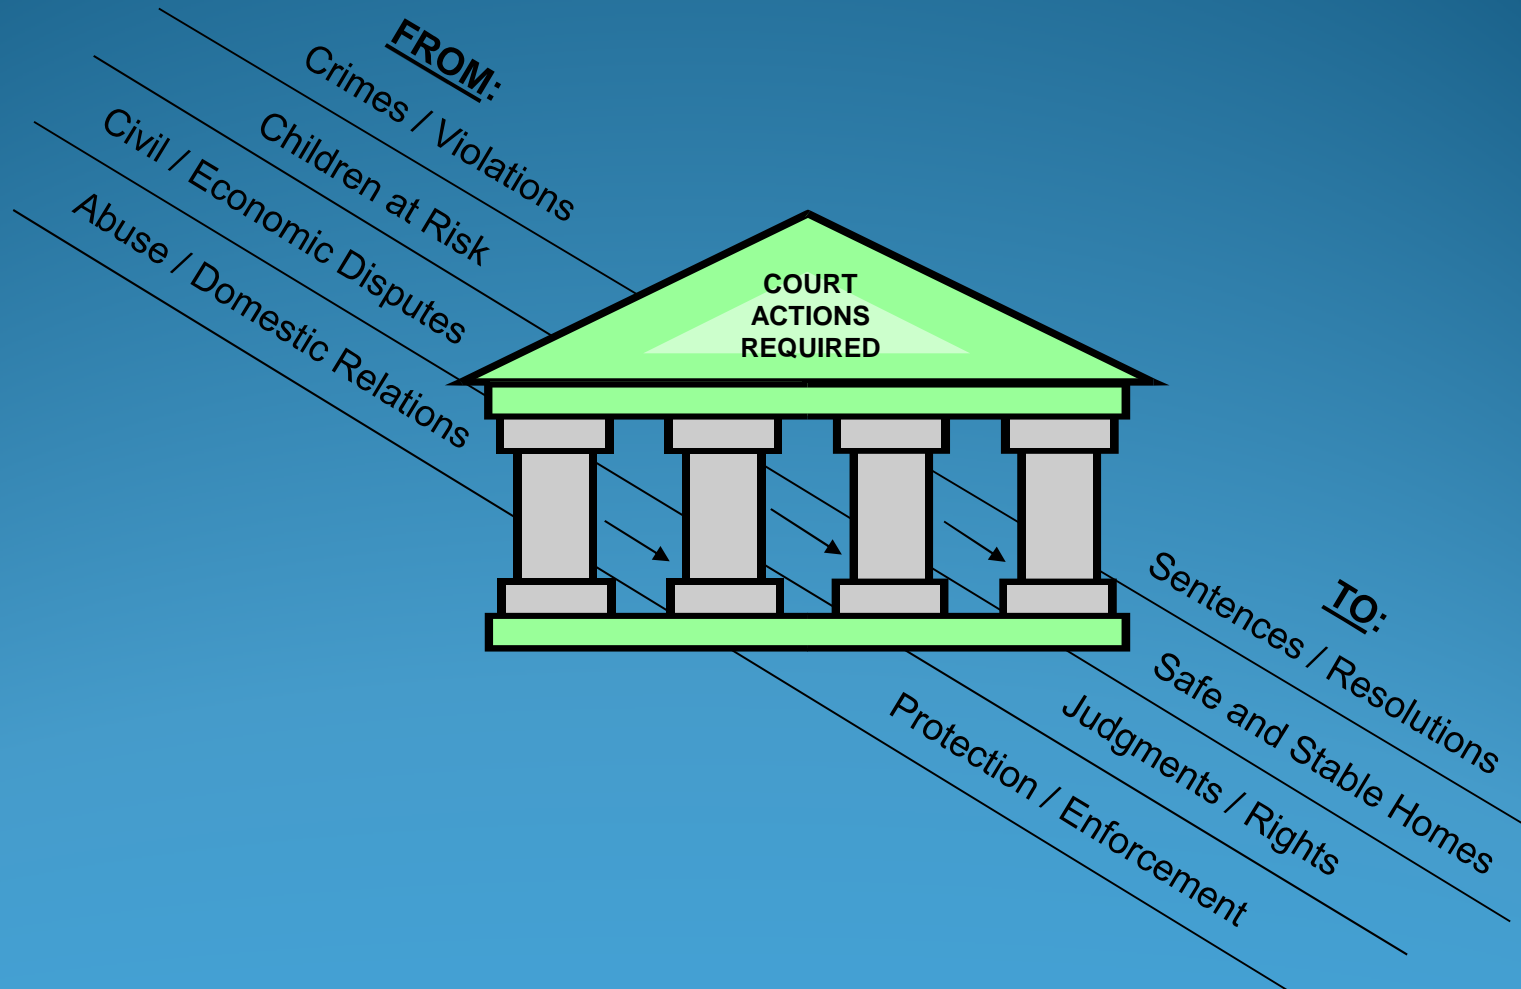 FROM:
Crimes / Violations
Children at Risk
Civil / Economic Disputes
Abuse / Domestic Relations
COURT
ACTIONS
REQUIRED
TO:
Sentences / Resolutions
Safe and Stable Homes
Judgments / Rights
Protection / Enforcement